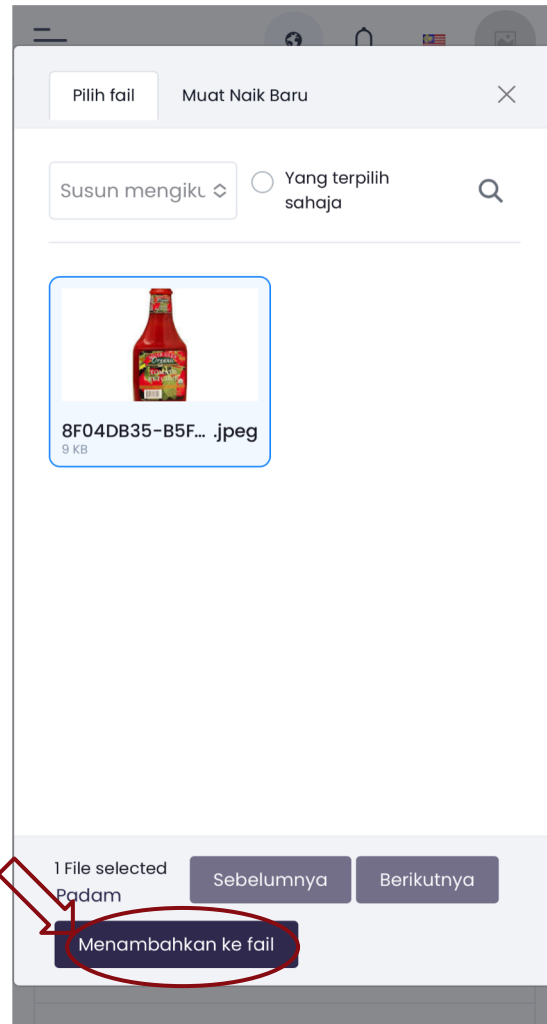 Pilih fail
Muat Naik Baru
Susun mengiku
Yang terpilih
sahaja
Organic
8F04DB35-B5F... .jpeg
9 KB
1 File selected
Padam
Sebelumnya
Berikutnya
Menambahkan ke fail